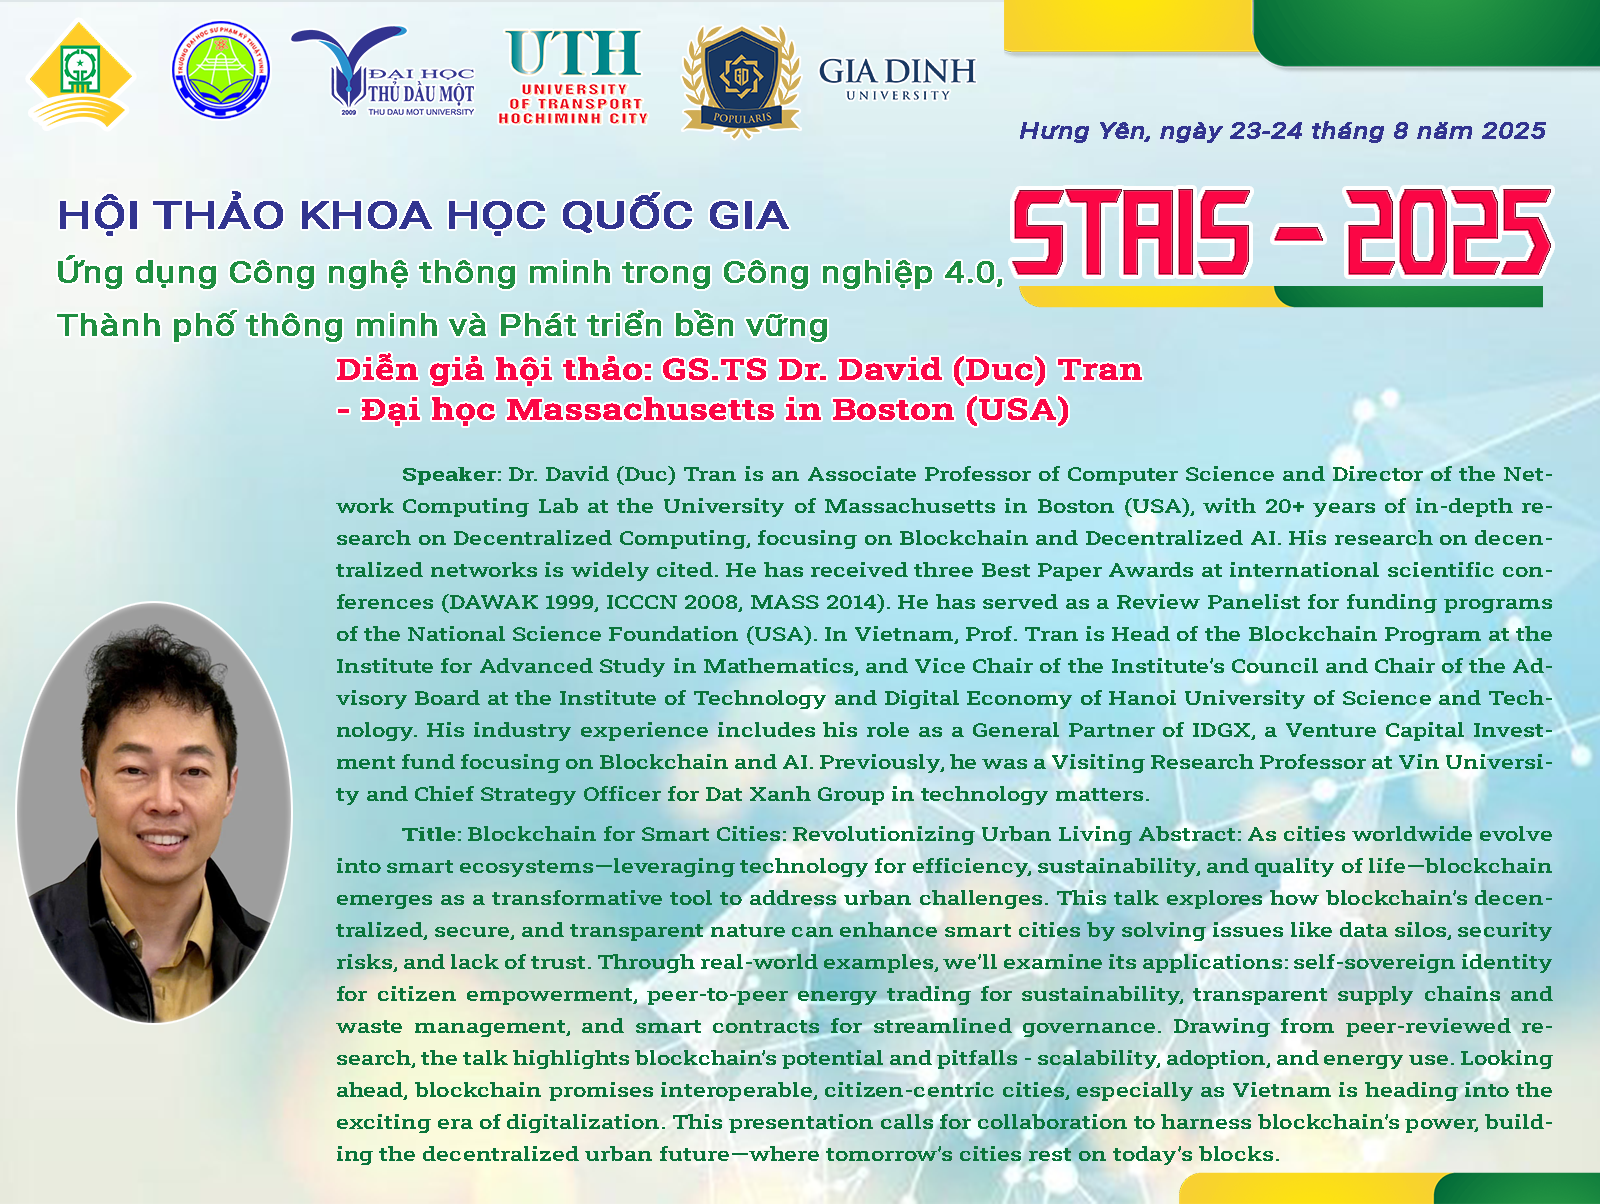 TRƯỜNG ĐẠI HỌC SƯ PHẠM KỸ THUẬT VINH
ĐẠI HỌC
THỦ DẦU MỘT
2009 THU DAU MOT UNIVERSITY
UTH
UNIVERSITY
OF TRANSPORT
HOCHIMINH CITY
GD
POPULARIS
GIA DINH
UNIVERSITY
Hưng Yên, ngày 23-24 tháng 8 năm 2025
HỘI THẢO KHOA HỌC QUỐC GIA
STAIS - 2025
Ứng dụng Công nghệ thông minh trong Công nghiệp 4.0,
Thành phố thông minh và Phát triển bền vững
Diễn giả hội thảo: GS.TS Dr. David (Duc) Tran
- Đại học Massachusetts in Boston (USA)
Speaker: Dr. David (Duc) Tran is an Associate Professor of Computer Science and Director of the Net-
work Computing Lab at the University of Massachusetts in Boston (USA), with 20+ years of in-depth re-
search on Decentralized Computing, focusing on Blockchain and Decentralized AI. His research on decen-
tralized networks is widely cited. He has received three Best Paper Awards at international scientific con-
ferences (DAWAK 1999, ICCCN 2008, MASS 2014). He has served as a Review Panelist for funding programs
of the National Science Foundation (USA). In Vietnam, Prof. Tran is Head of the Blockchain Program at the
Institute for Advanced Study in Mathematics, and Vice Chair of the Institute's Council and Chair of the Ad-
visory Board at the Institute of Technology and Digital Economy of Hanoi University of Science and Tech-
nology. His industry experience includes his role as a General Partner of IDGX, a Venture Capital Invest-
ment fund focusing on Blockchain and AI. Previously, he was a Visiting Research Professor at Vin Universi-
ty and Chief Strategy Officer for Dat Xanh Group in technology matters.
Title: Blockchain for Smart Cities: Revolutionizing Urban Living Abstract: As cities worldwide evolve
into smart ecosystems—leveraging technology for efficiency, sustainability, and quality of life—blockchain
emerges as a transformative tool to address urban challenges. This talk explores how blockchain's decen-
tralized, secure, and transparent nature can enhance smart cities by solving issues like data silos, security
risks, and lack of trust. Through real-world examples, we'll examine its applications: self-sovereign identity
for citizen empowerment, peer-to-peer energy trading for sustainability, transparent supply chains and
waste management, and smart contracts for streamlined governance. Drawing from peer-reviewed re-
search, the talk highlights blockchain's potential and pitfalls - scalability, adoption, and energy use. Looking
ahead, blockchain promises interoperable, citizen-centric cities, especially as Vietnam is heading into the
exciting era of digitalization. This presentation calls for collaboration to harness blockchain's power, build-
ing the decentralized urban future—where tomorrow's cities rest on today's blocks.